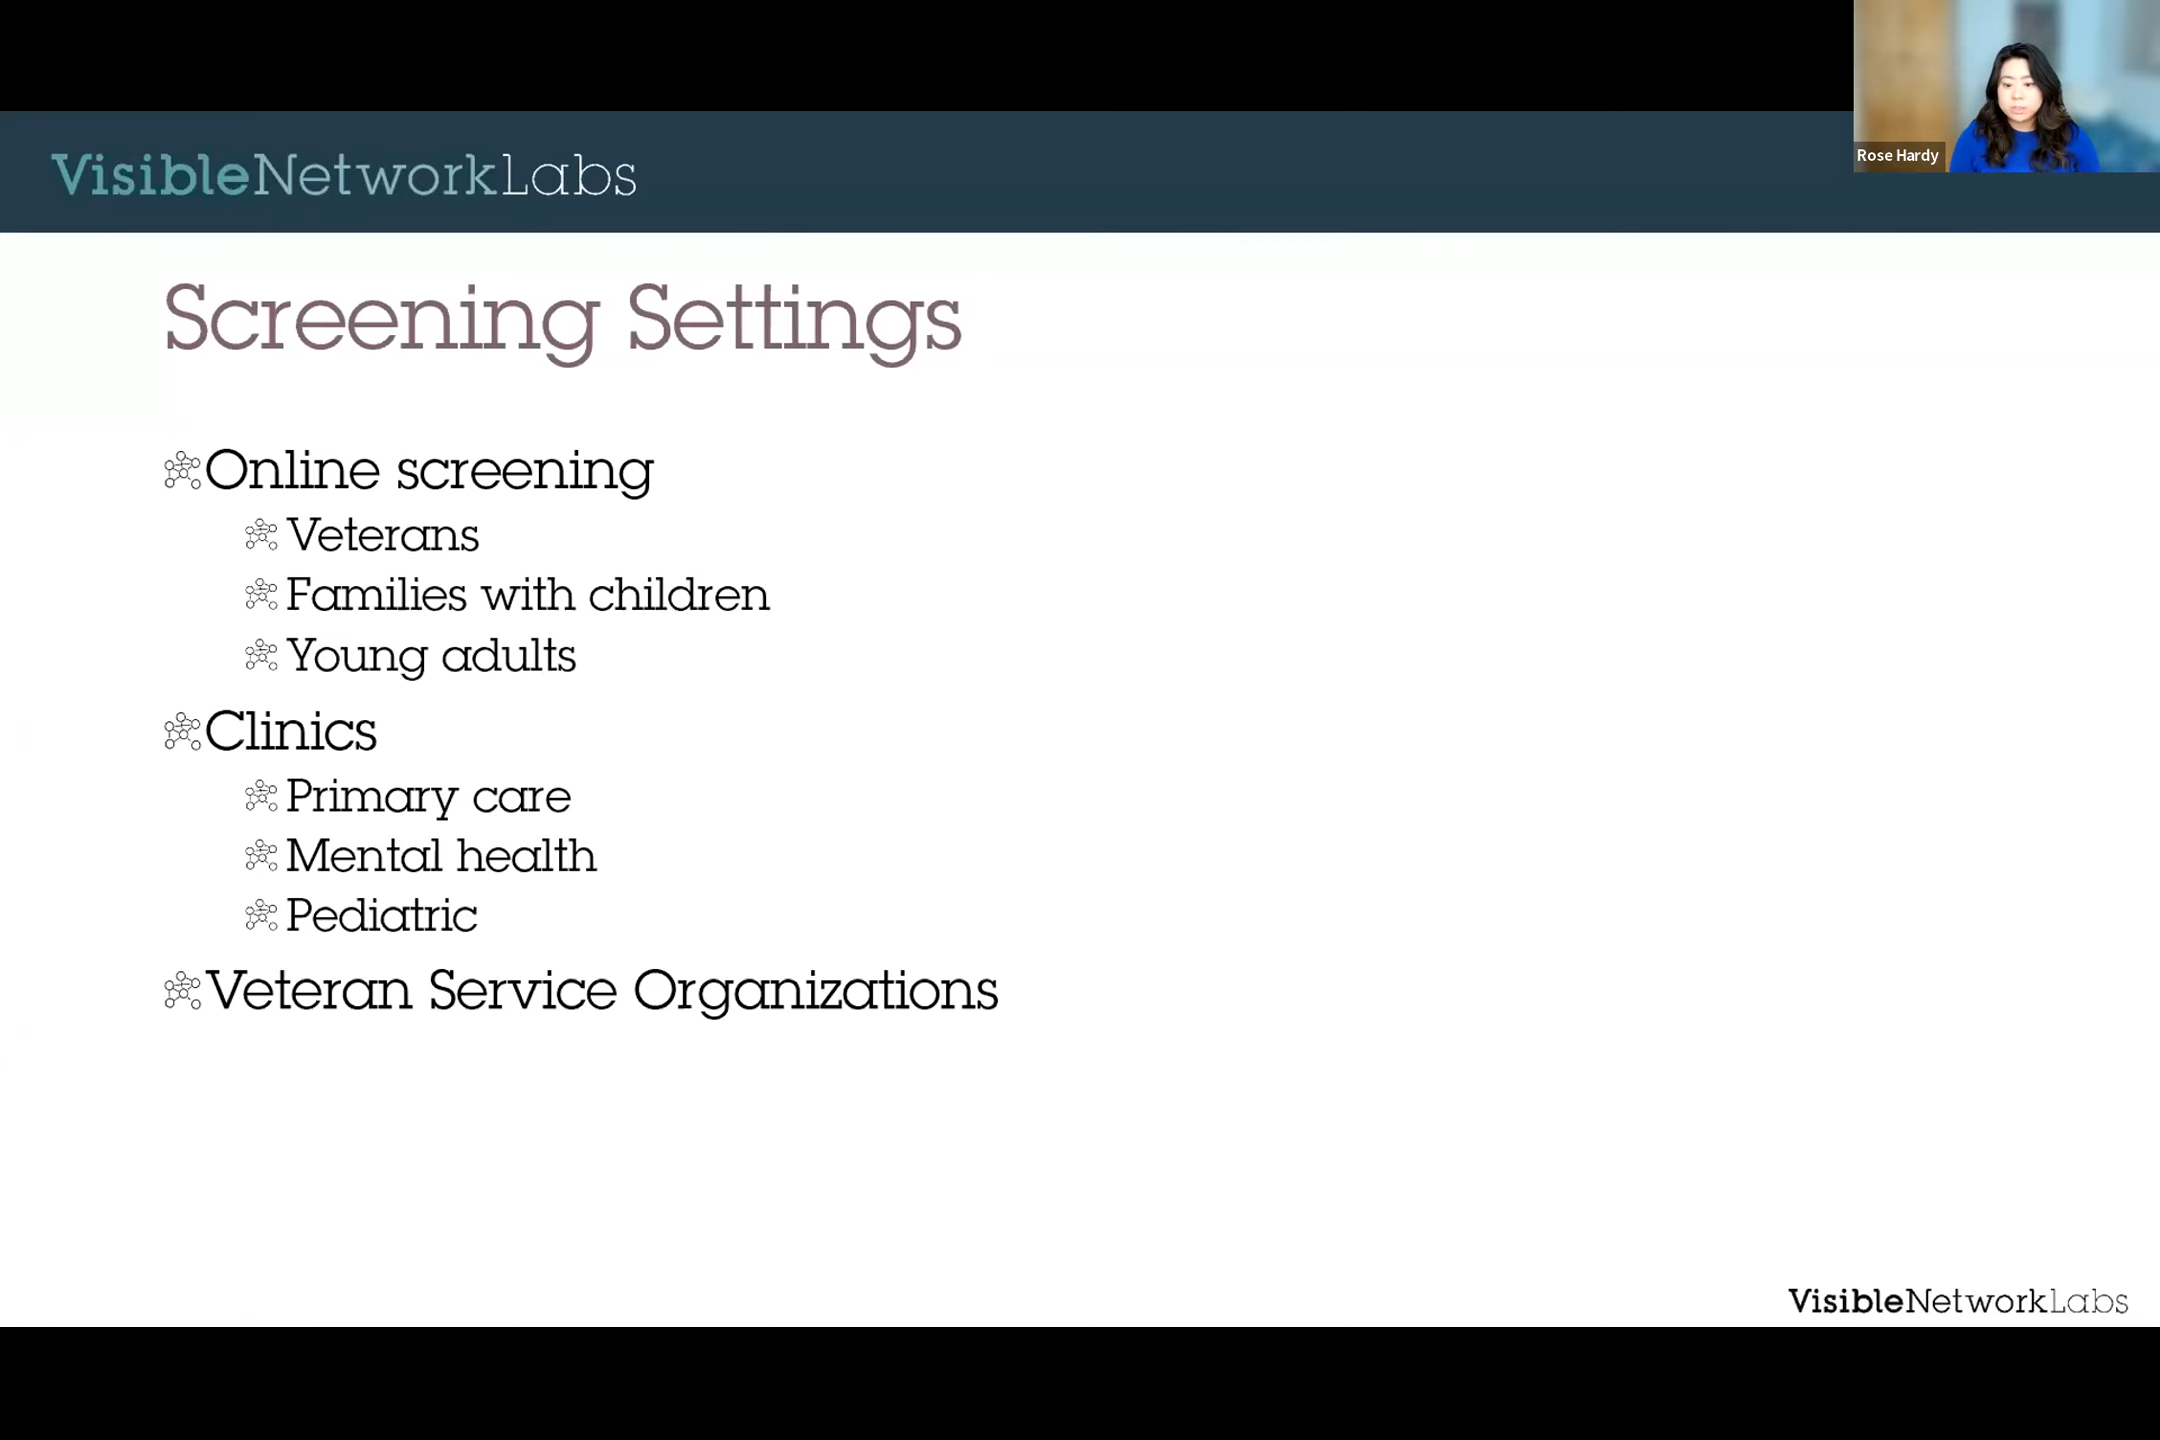 VisibleNetworkLabs
Rose Hardy
Screening Settings
Online screening
Veterans
Families with children
Young adults
Clinics
Primary care
Mental health
Pediatric
Veteran Service Organizations
VisibleNetworkLabs